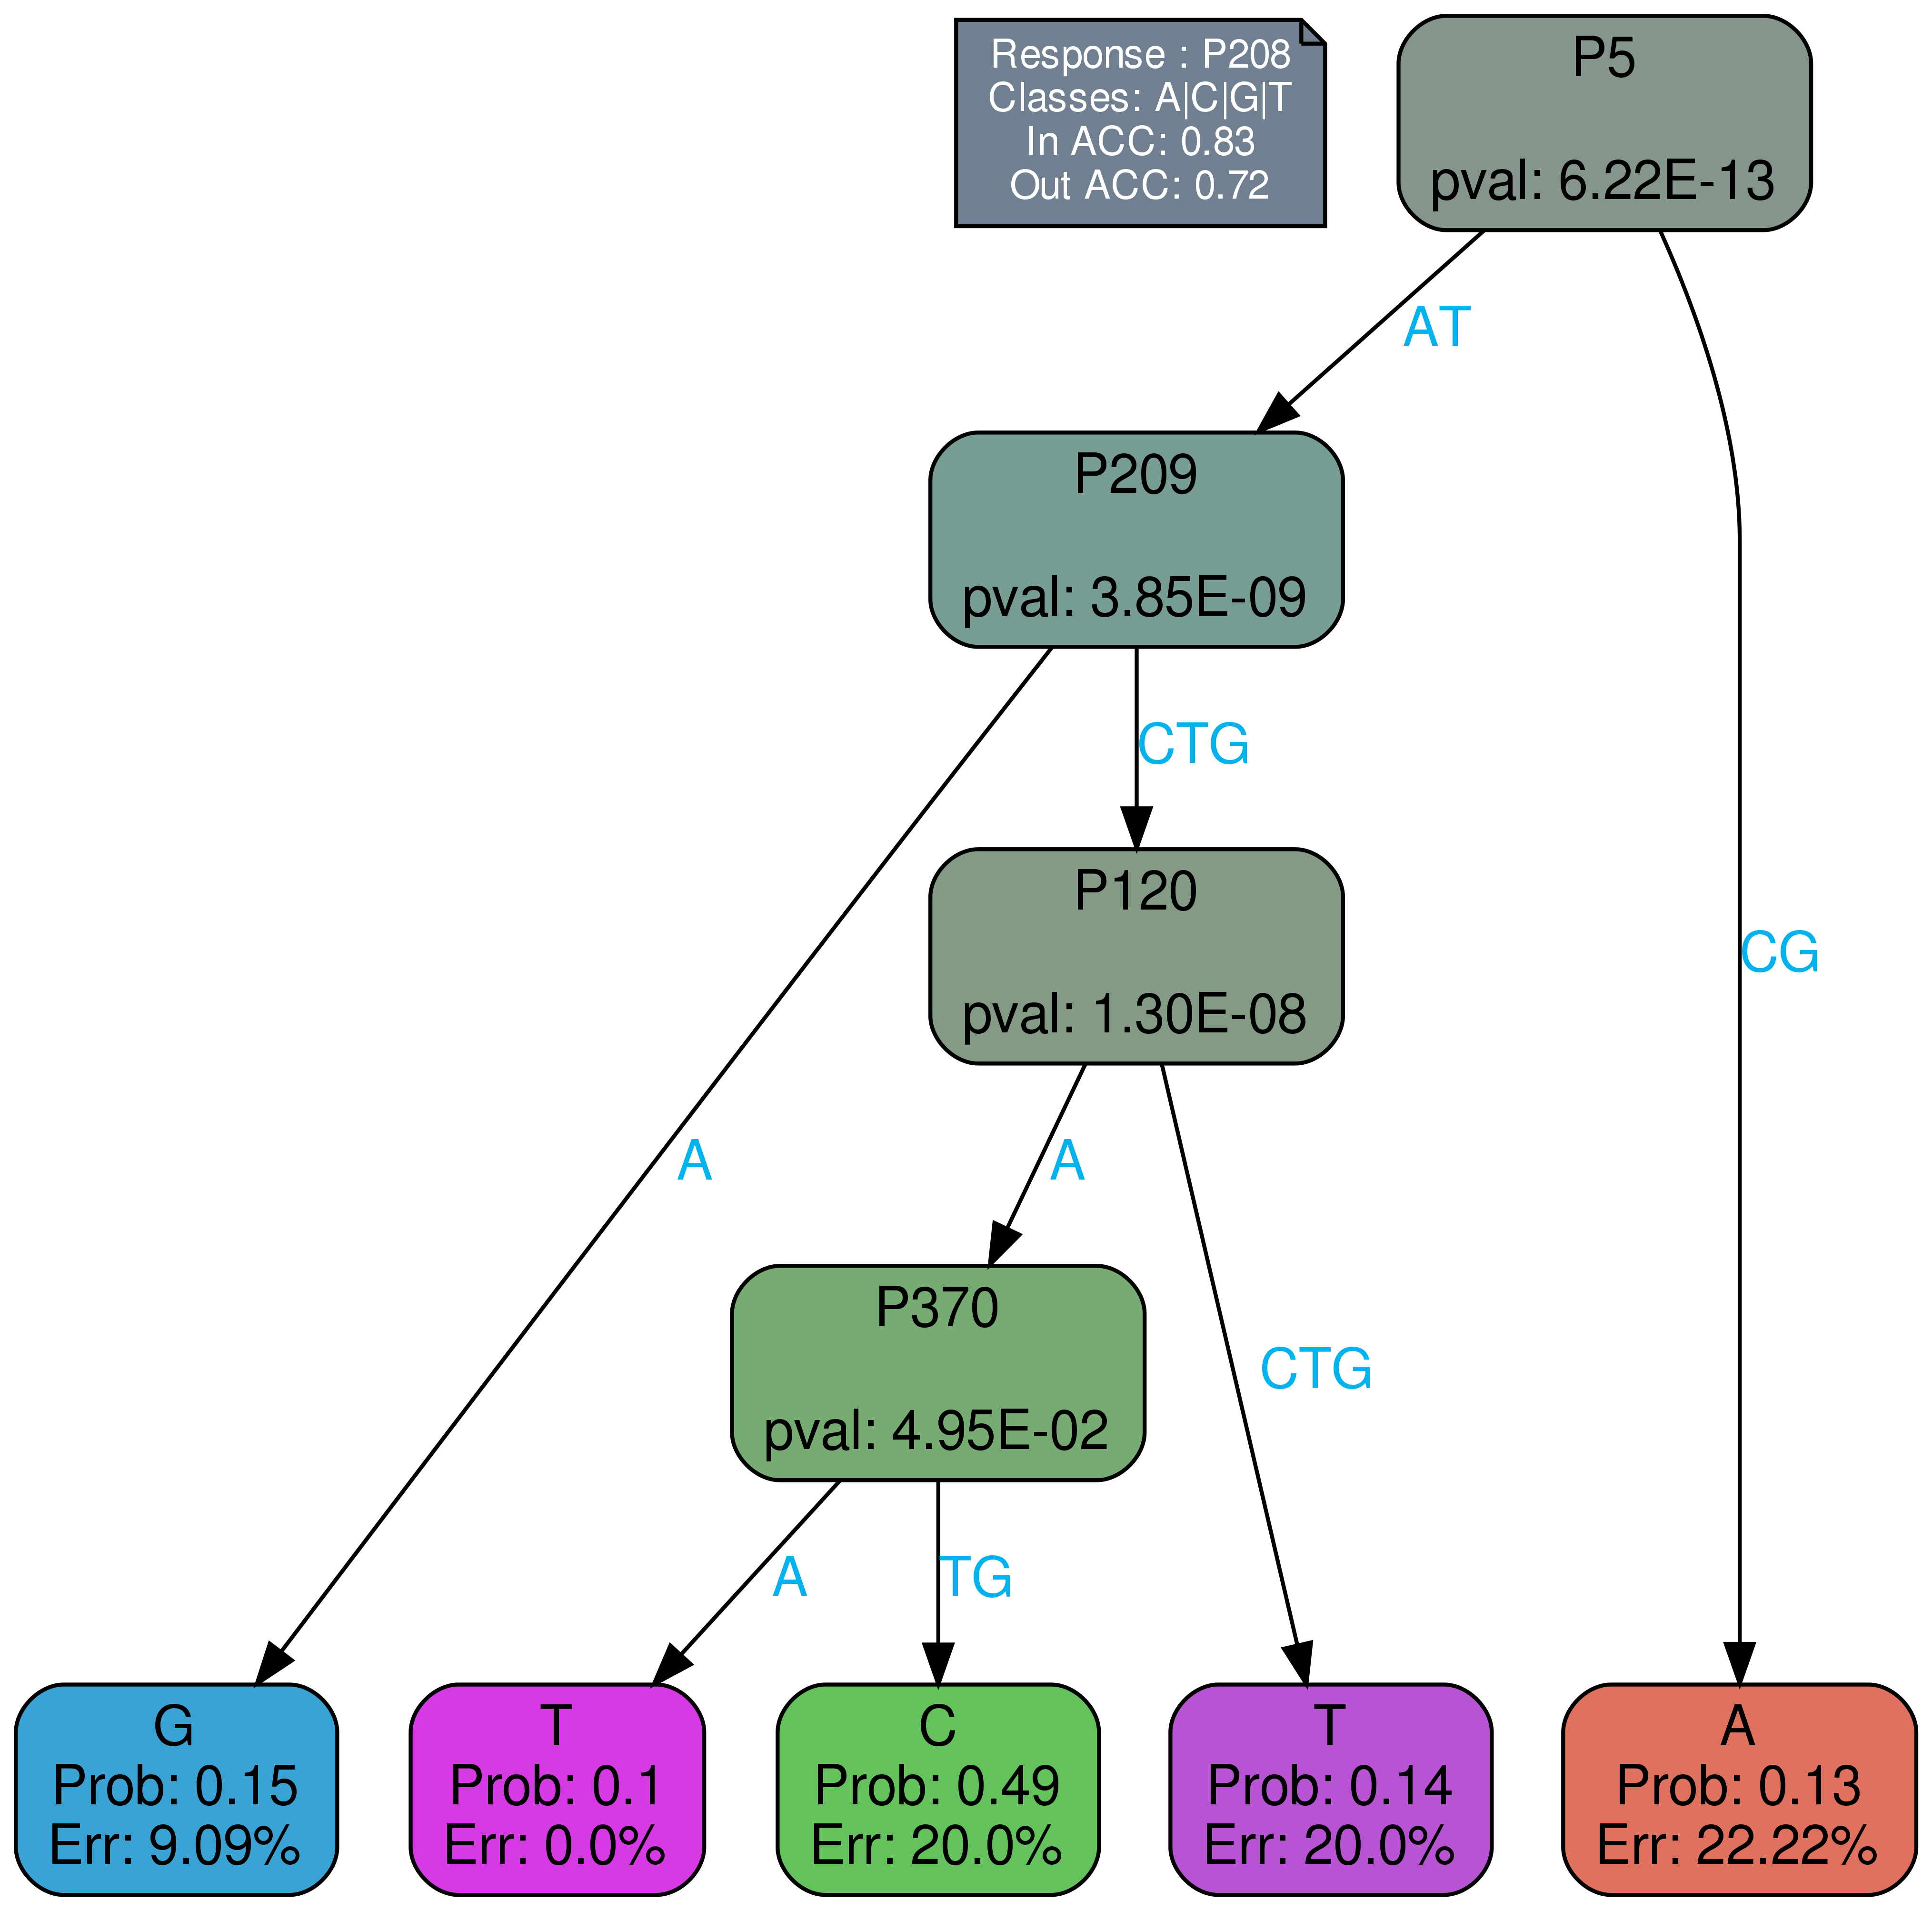 Response : P208
Classes: A|C|G|T
In ACC: 0.83
Out ACC: 0.72
P5
pval: 6.22E-13
AT
CG
P209
pval: 3.85E-09
A
CTG
P120
pval: 1.30E-08
A
CTG
P370
pval: 4.95E-02
A
TG
G
Prob: 0.15
Err: 9.09%
T
Prob: 0.1
Err: 0.0%
C
Prob: 0.49
Err: 20.0%
T
Prob: 0.14
Err: 20.0%
A
Prob: 0.13
Err: 22.22%